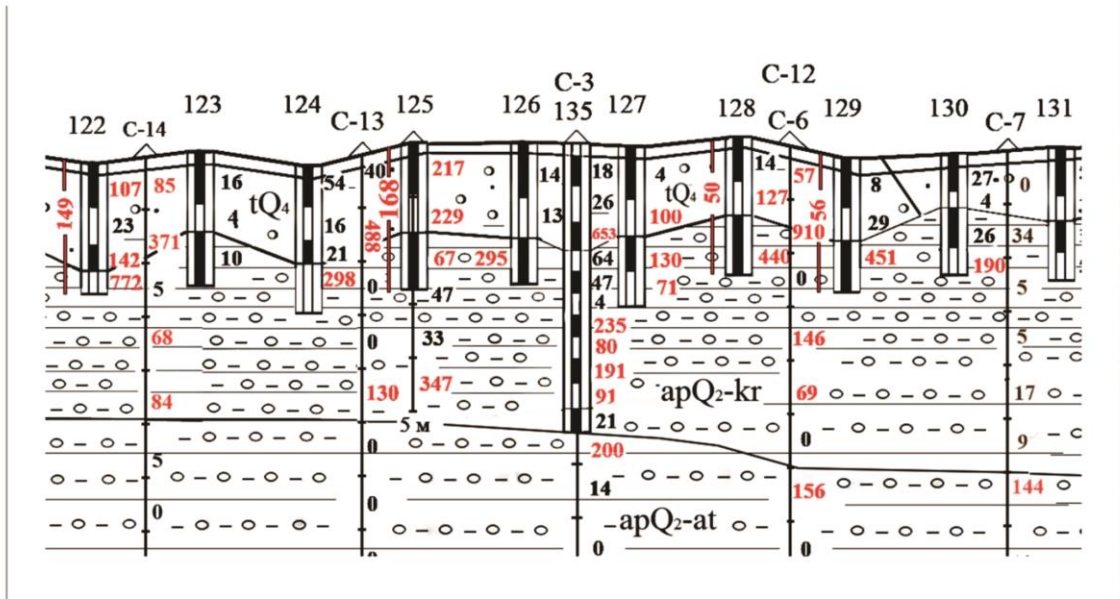 C-3
C-12
122 C-14 123 124 C-13 125 126 135 127 128 C-6 129 130 C-7 131
149 107 85 16 54 40 168 217 14 18 4 50 14 57 8 27 0
23 4 tQ₄ 16 229 13 26 tQ₄ 100 127 56 29 4
371 21 488 653 910 34
142 10 298 67 295 64 130 440 451 26 190
772 5 0 47 47 71 0 5
4
68 0 33 235 146 5
80
84 130 347 191 apQ₂-kr 69 17
91
5 м 21
5 0 200 0 9
14 156 144
0 0 apQ₂-at
0 0 0